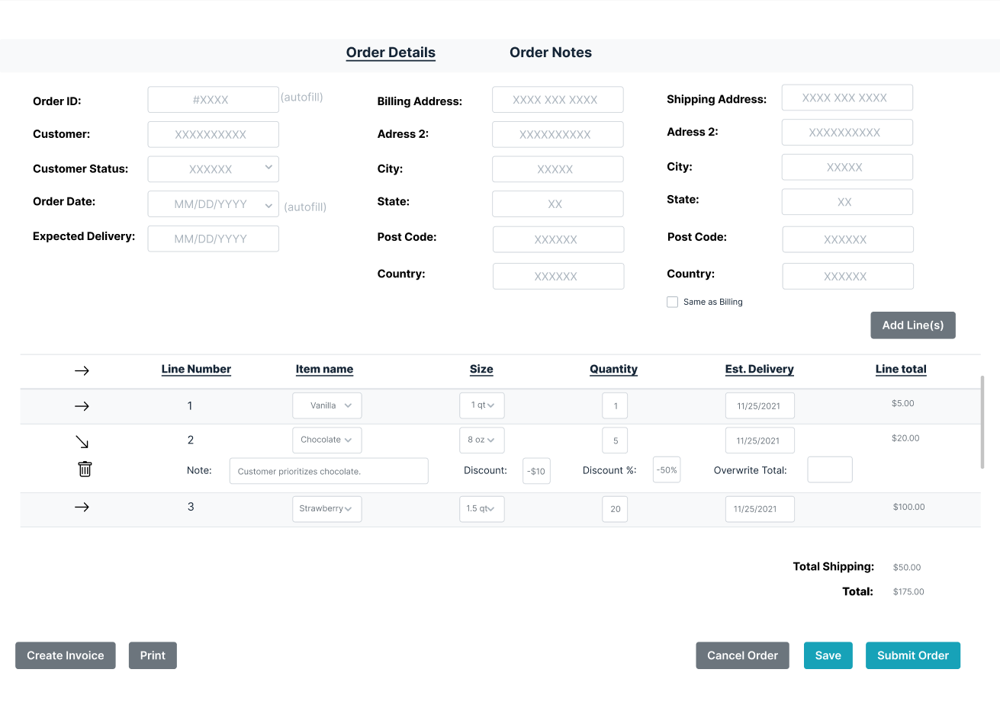 Order Details Order Notes
Order ID: #XXXX (autofill)
Customer: XXXXXXXXXX
Customer Status: XXXXXX
Order Date: MM/DD/YYYY (autofill)
Expected Delivery: MM/DD/YYYY
Billing Address: XXXX XXX XXXX
Adress 2: XXXXXXXXXX
City: XXXXX
State: XX
Post Code: XXXXXX
Country: XXXXXX
Shipping Address: XXXX XXX XXXX
Adress 2: XXXXXXXXXX
City: XXXXX
State: XX
Post Code: XXXXXX
Country: XXXXXX
Same as Billing
Add Line(s)
Line Number Item name Size Quantity Est. Delivery Line total
1 Vanilla 1 qt 1 11/25/2021 $5.00
2 Chocolate 8 oz 5 11/25/2021 $20.00
Note: Customer prioritizes chocolate. Discount: -$10 Discount %: -50% Overwrite Total:
3 Strawberry 1.5 qt 20 11/25/2021 $100.00
Total Shipping: $50.00
Total: $175.00
Create Invoice Print Cancel Order Save Submit Order